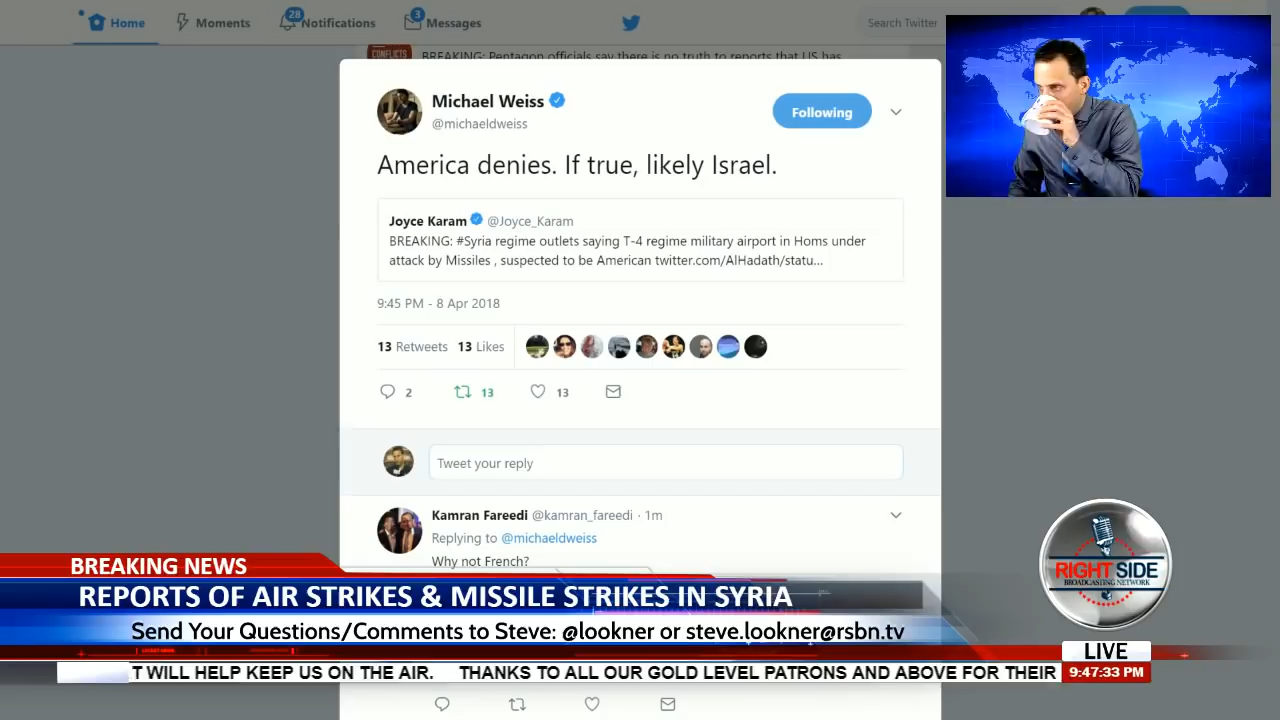 Home
Moments
28
Notifications
3
Messages
Search Twitter
CONFLICTS
BREAKING: Pentagon officials say there is no truth to reports that US has
Michael Weiss
@michaeldweiss
Following
America denies. If true, likely Israel.
Joyce Karam @Joyce_Karam
BREAKING: #Syria regime outlets saying T-4 regime military airport in Homs under
attack by Missiles , suspected to be American twitter.com/AlHadath/statu...
9:45 PM - 8 Apr 2018
13 Retweets 13 Likes
2
13
13
Tweet your reply
Kamran Fareedi @kamran_fareedi · 1m
Replying to @michaeldweiss
Why not French?
BREAKING NEWS
REPORTS OF AIR STRIKES & MISSILE STRIKES IN SYRIA
Send Your Questions/Comments to Steve: @lookner or steve.lookner@rsbn.tv
RIGHT SIDE
BROADCASTING NETWORK
LIVE
9:47:33 PM
T WILL HELP KEEP US ON THE AIR. THANKS TO ALL OUR GOLD LEVEL PATRONS AND ABOVE FOR THEIR